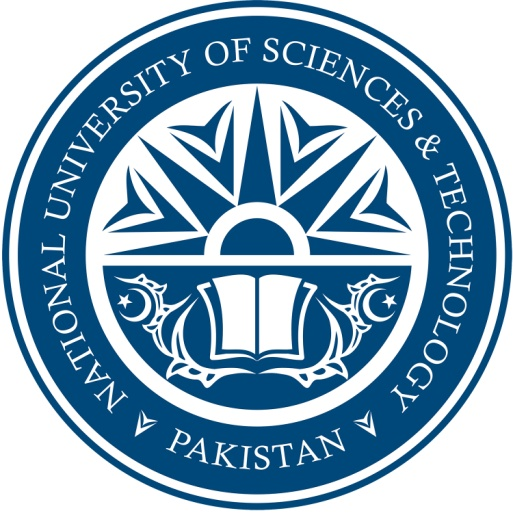 NATIONAL UNIVERSITY OF SCIENCES & TECHNOLOGY
PAKISTAN